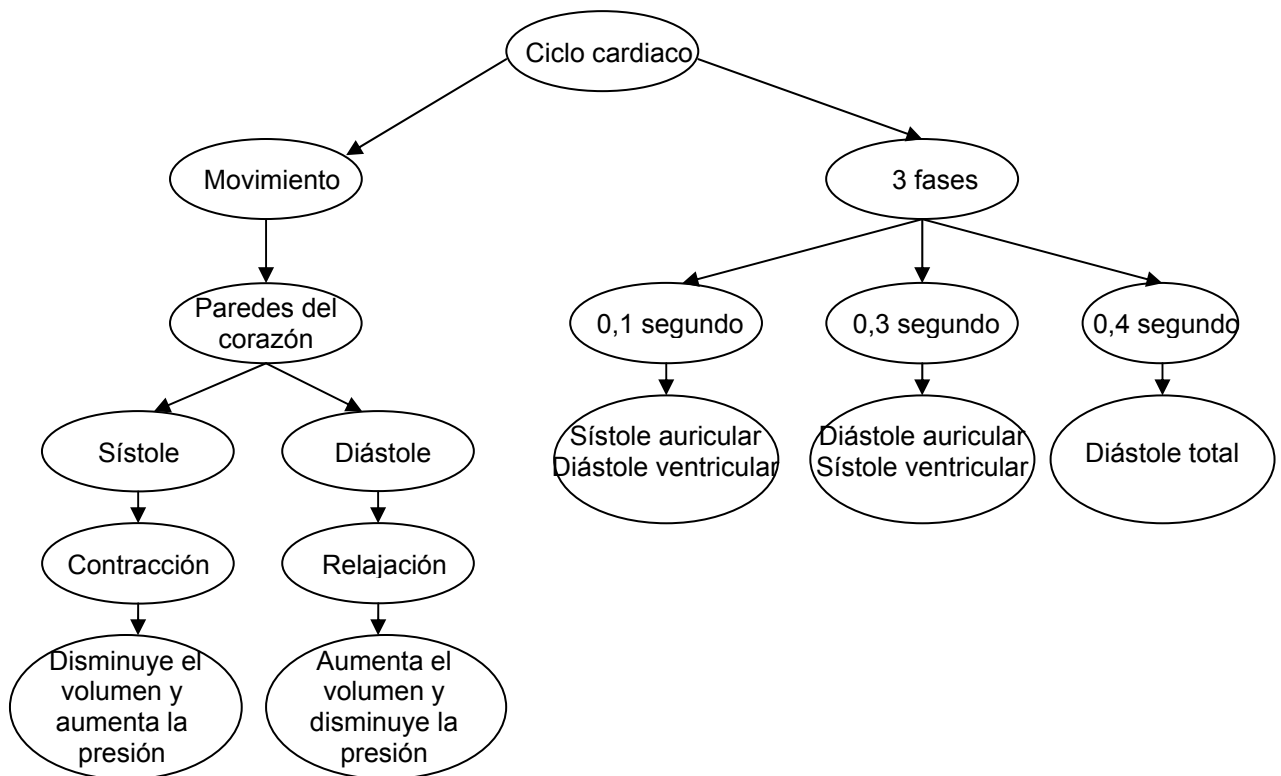 Ciclo cardiaco
Movimiento
3 fases
Paredes del
corazón
0,1 segundo
0,3 segundo
0,4 segundo
Sístole
Diástole
Sístole auricular
Diástole ventricular
Diástole auricular
Sístole ventricular
Diástole total
Contracción
Relajación
Disminuye el
volumen y
aumenta la
presión
Aumenta el
volumen y
disminuye la
presión